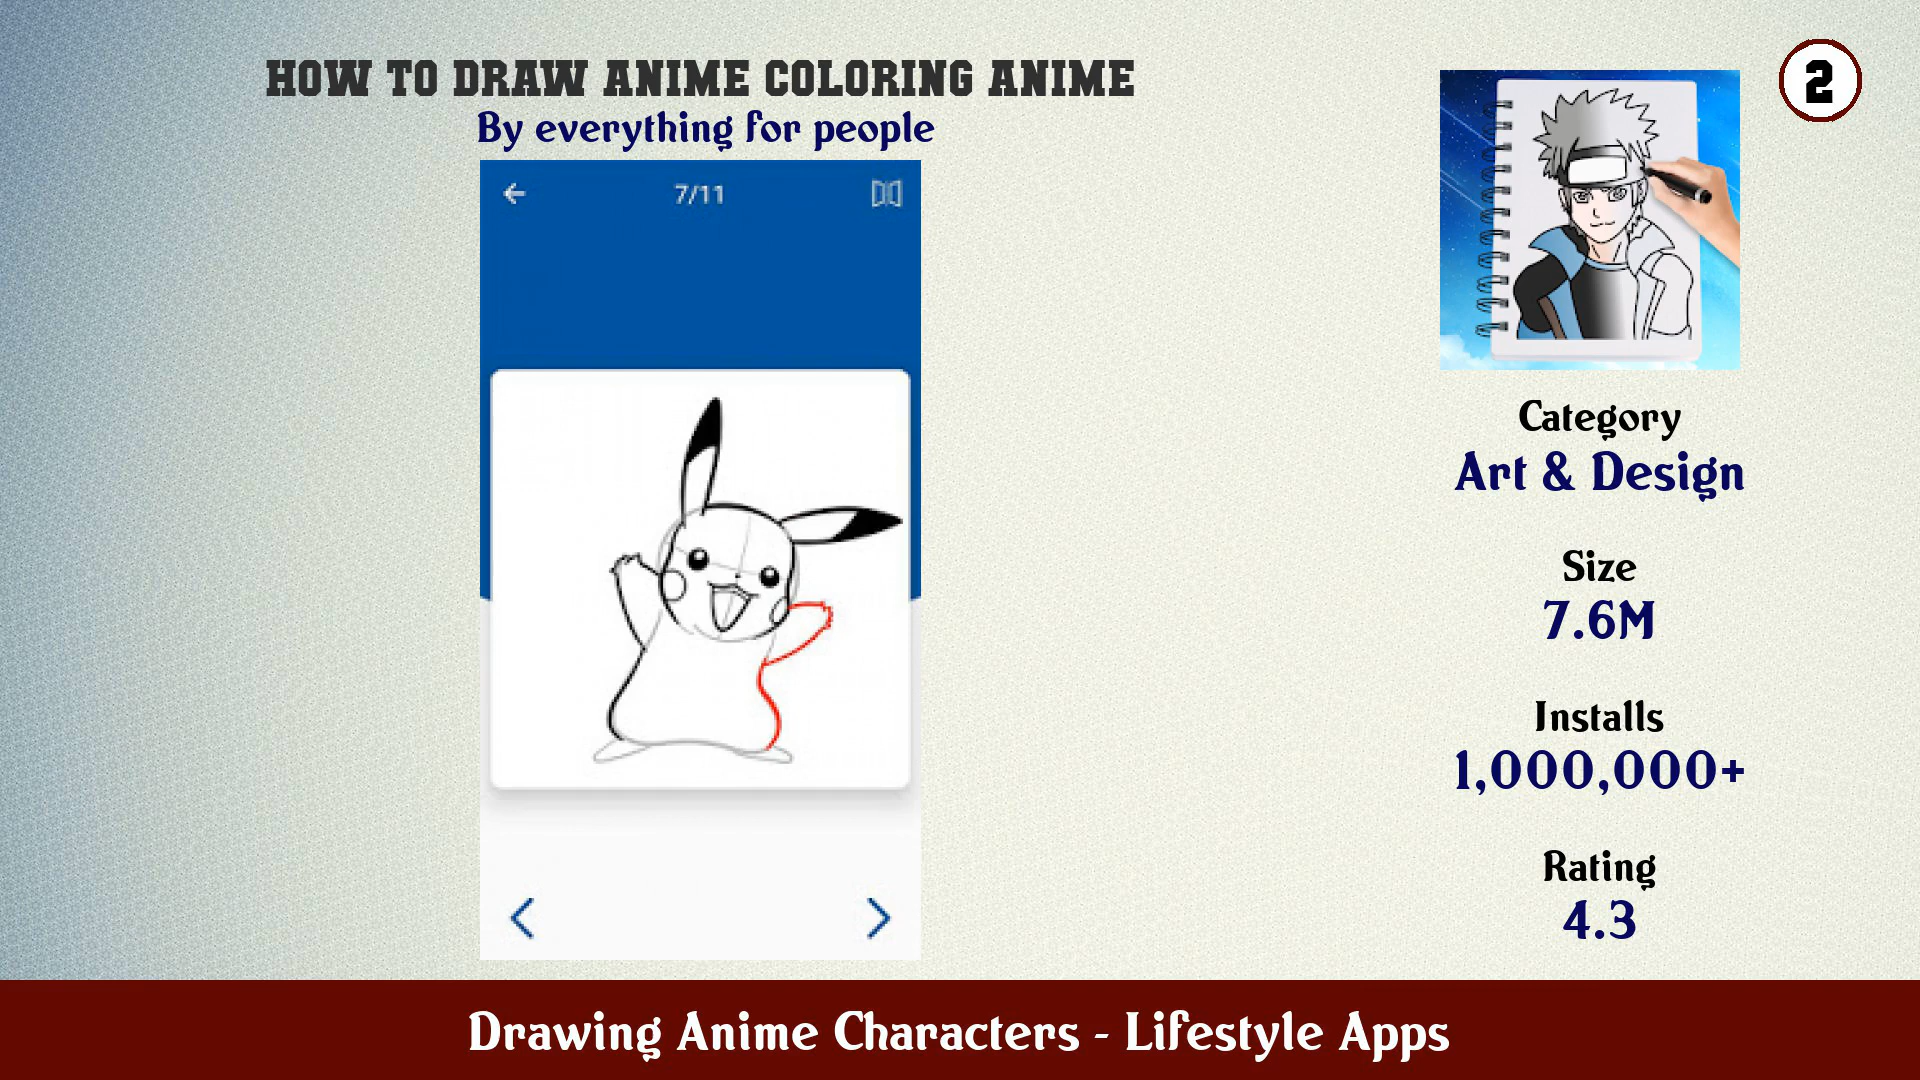 HOW TO DRAW ANIME COLORING ANIME
By everything for people
7/11
2
Category
Art & Design
Size
7.6M
Installs
1,000,000+
Rating
4.3
Drawing Anime Characters - Lifestyle Apps